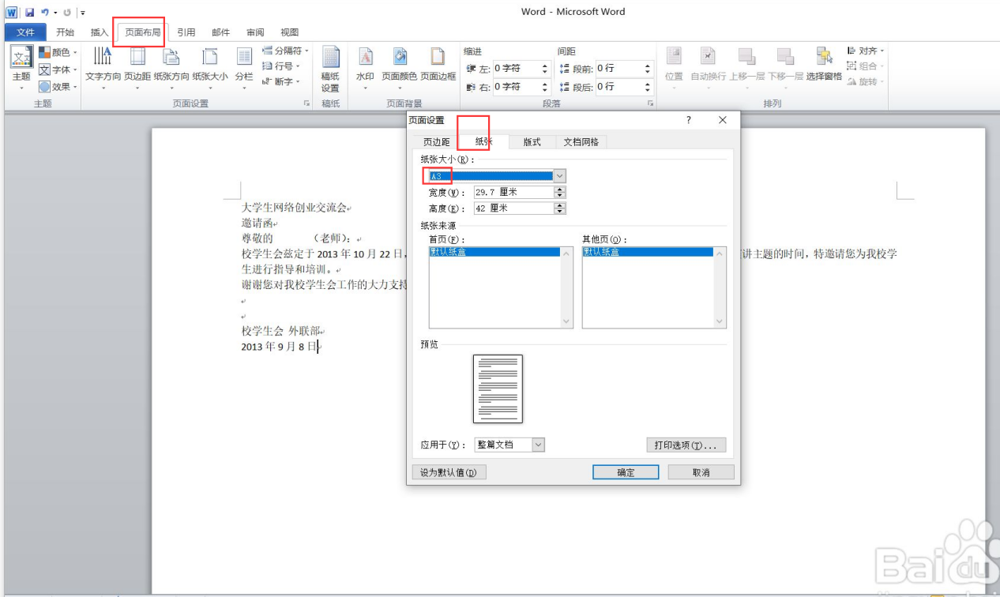 Word - Microsoft Word
文件 开始 插入 页面布局 引用 邮件 审阅 视图
主题
颜色
字体
效果
主题
文字方向 页边距 纸张方向 纸张大小 分栏
分隔符
行号
断字
页面设置
稿纸
设置
稿纸
水印 页面颜色 页面边框
页面背景
缩进 间距
左: 0 字符 段前: 0 行
右: 0 字符 段后: 0 行
段落
位置 自动换行 上移一层 下移一层 选择窗格
对齐
组合
旋转
排列
大学生网络创业交流会
邀请函
尊敬的 （老师）：
校学生会兹定于 2013 年 10 月 22 日，
讲主题的时间，特邀请您为我校学
生进行指导和培训。
谢谢您对我校学生会工作的大力支持
校学生会 外联部
2013 年 9 月 8 日
页面设置 ?
页边距 纸张 版式 文档网格
纸张大小(R):
A3
宽度(W): 29.7 厘米
高度(E): 42 厘米
纸张来源
首页(F): 其他页(O):
默认纸盒 默认纸盒
预览
应用于(Y): 整篇文档 打印选项(T)...
设为默认值(D) 确定 取消
Baidu